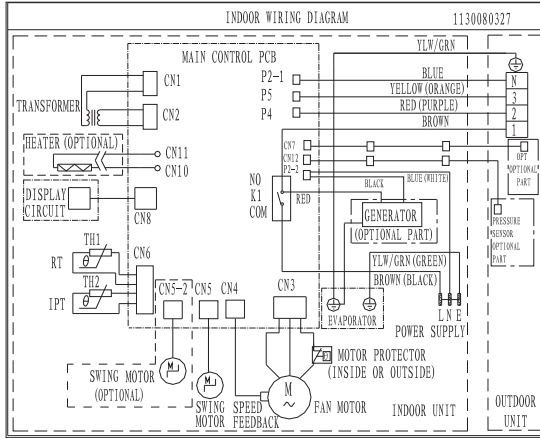 INDOOR WIRING DIAGRAM 1130080327
YLW/GRN
MAIN CONTROL PCB
CN1
P2-1
BLUE
N
P5
YELLOW(ORANGE)
3
P4
RED(PURPLE)
2
BROWN
1
TRANSFORMER
CN2
HEATER(OPTIONAL)
CN11
CN10
CN7
CN12
P2-2
OPT
"OPTIONAL"
PART
DISPLAY
CIRCUIT
CN8
NO
K1
COM
RED
BLACK
BLUE(WHITE)
GENERATOR
(OPTIONAL PART)
PRESSURE
SENSOR
OPTIONAL
PART
TH1
RT
CN6
TH2
IPT
YLW/GRN(GREEN)
BROWN(BLACK)
CN5-2
CN5
CN4
CN3
EVAPORATOR
L N E
POWER SUPPLY
M
M
SWING MOTOR
(OPTIONAL)
SWING
MOTOR
SPEED
FEEDBACK
M
~
FAN MOTOR
MOTOR PROTECTOR
(INSIDE OR OUTSIDE)
INDOOR UNIT
OUTDOOR
UNIT